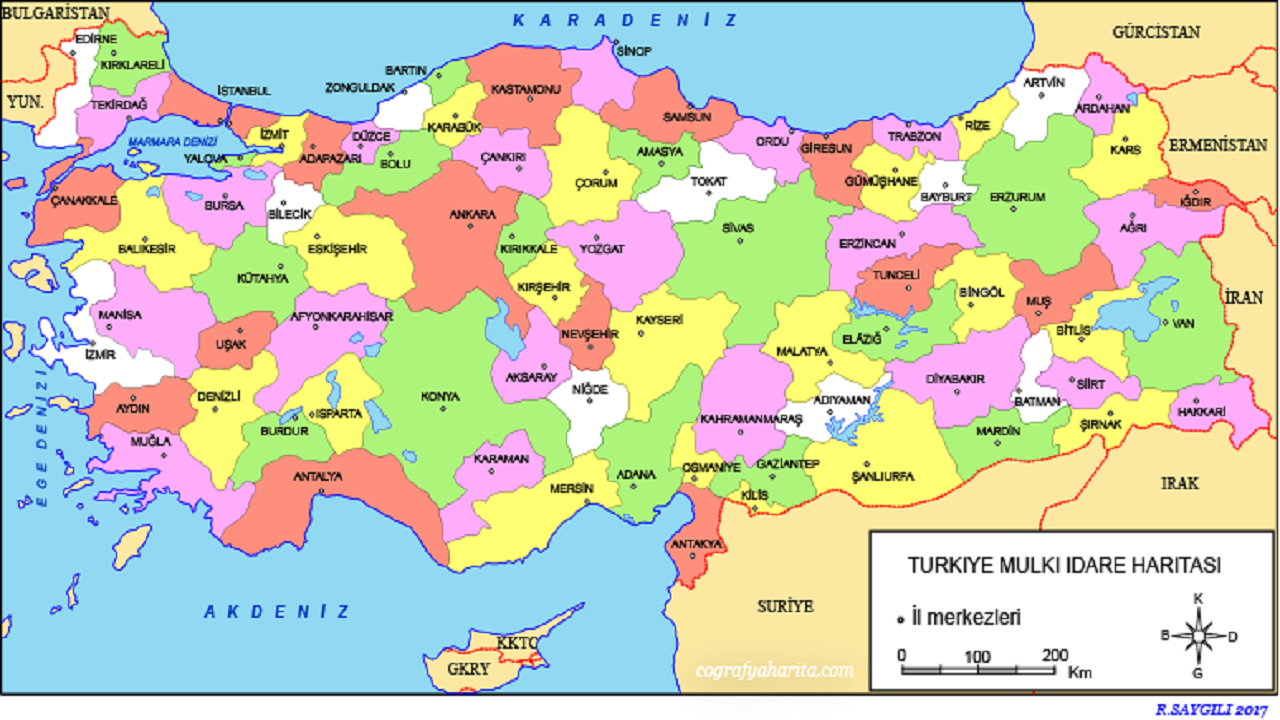 BULGARİSTAN
KARADENİZ
GÜRCİSTAN
EDİRNE
KIRKLARELİ
SİNOP
BARTIN
ZONGULDAK
KASTAMONU
ARTVİN
ARDAHAN
YUN.
TEKİRDAĞ
İSTANBUL
KARABÜK
SAMSUN
RİZE
MARMARA DENİZİ
İZMİT
DÜZCE
ORDU
GİRESUN
TRABZON
KARS
ERMENİSTAN
YALOVA
ADAPAZARI
BOLU
ÇANKIRI
AMASYA
ÇORUM
TOKAT
GÜMÜŞHANE
BAYBURT
ERZURUM
IĞDIR
ÇANAKKALE
BURSA
BİLECİK
ANKARA
SİVAS
AĞRI
BALIKESİR
ESKİŞEHİR
KIRIKKALE
YOZGAT
ERZİNCAN
KÜTAHYA
KIRŞEHİR
TUNCELİ
BİNGÖL
MUŞ
İRAN
MANİSA
AFYONKARAHİSAR
UŞAK
NEVŞEHİR
KAYSERİ
ELÂZIĞ
BİTLİS
VAN
İZMİR
MALATYA
AKSARAY
DİYABAKIR
SİİRT
AYDIN
DENİZLİ
ISPARTA
KONYA
NİĞDE
ADIYAMAN
BATMAN
HAKKARİ
EGEDENİZİ
BURDUR
KAHRAMANMARAŞ
MARDİN
ŞIRNAK
MUĞLA
KARAMAN
ANTALYA
MERSİN
ADANA
OSMANİYE
GAZİANTEP
ŞANLIURFA
KİLİS
IRAK
ANTAKYA
AKDENİZ
SURİYE
KKTC
GKRY
TURKIYE MULKI IDARE HARITASI
İl merkezleri
0 100 200
Km
K
B D
G
cografyaharita.com
R.SAYGILI 2017